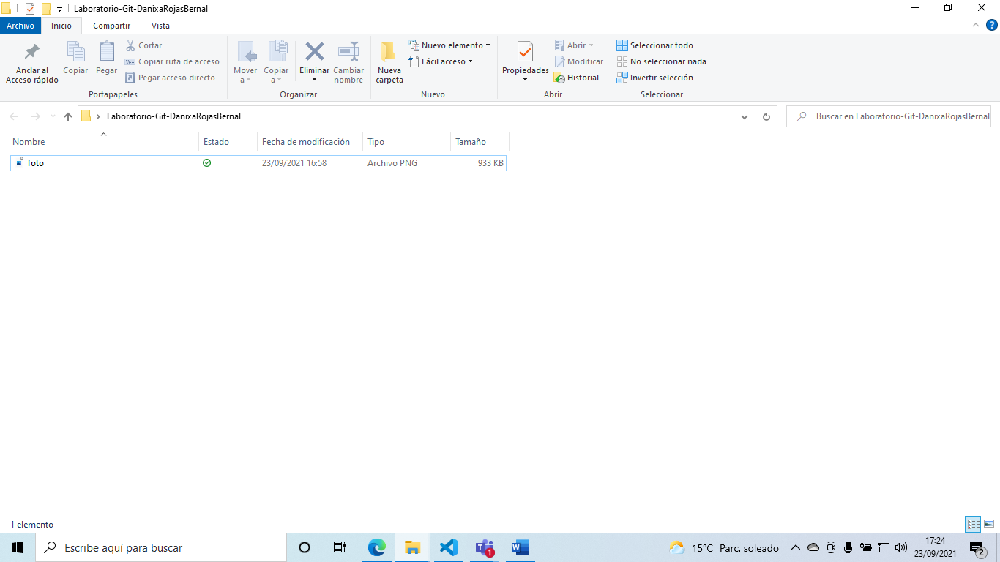 Laboratorio-Git-DanixaRojasBernal
Archivo Inicio Compartir Vista
Anclar al Acceso rápido
Copiar
Pegar
Cortar
Copiar ruta de acceso
Pegar acceso directo
Portapapeles
Mover a
Copiar a
Eliminar
Cambiar nombre
Organizar
Nueva carpeta
Nuevo elemento
Fácil acceso
Nuevo
Propiedades
Abrir
Modificar
Historial
Abrir
Seleccionar todo
No seleccionar nada
Invertir selección
Seleccionar
Laboratorio-Git-DanixaRojasBernal
Buscar en Laboratorio-Git-DanixaRojasBernal
Nombre Estado Fecha de modificación Tipo Tamaño
foto 23/09/2021 16:58 Archivo PNG 933 KB
1 elemento
Escribe aquí para buscar
1
15°C Parc. soleado
17:24
23/09/2021
2